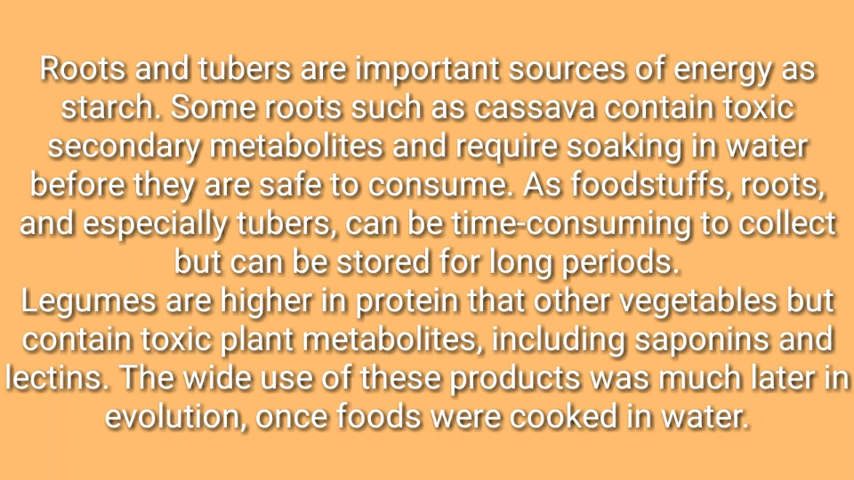 Roots and tubers are important sources of energy as
starch. Some roots such as cassava contain toxic
secondary metabolites and require soaking in water
before they are safe to consume. As foodstuffs, roots,
and especially tubers, can be time-consuming to collect
but can be stored for long periods.
Legumes are higher in protein that other vegetables but
contain toxic plant metabolites, including saponins and
lectins. The wide use of these products was much later in
evolution, once foods were cooked in water.